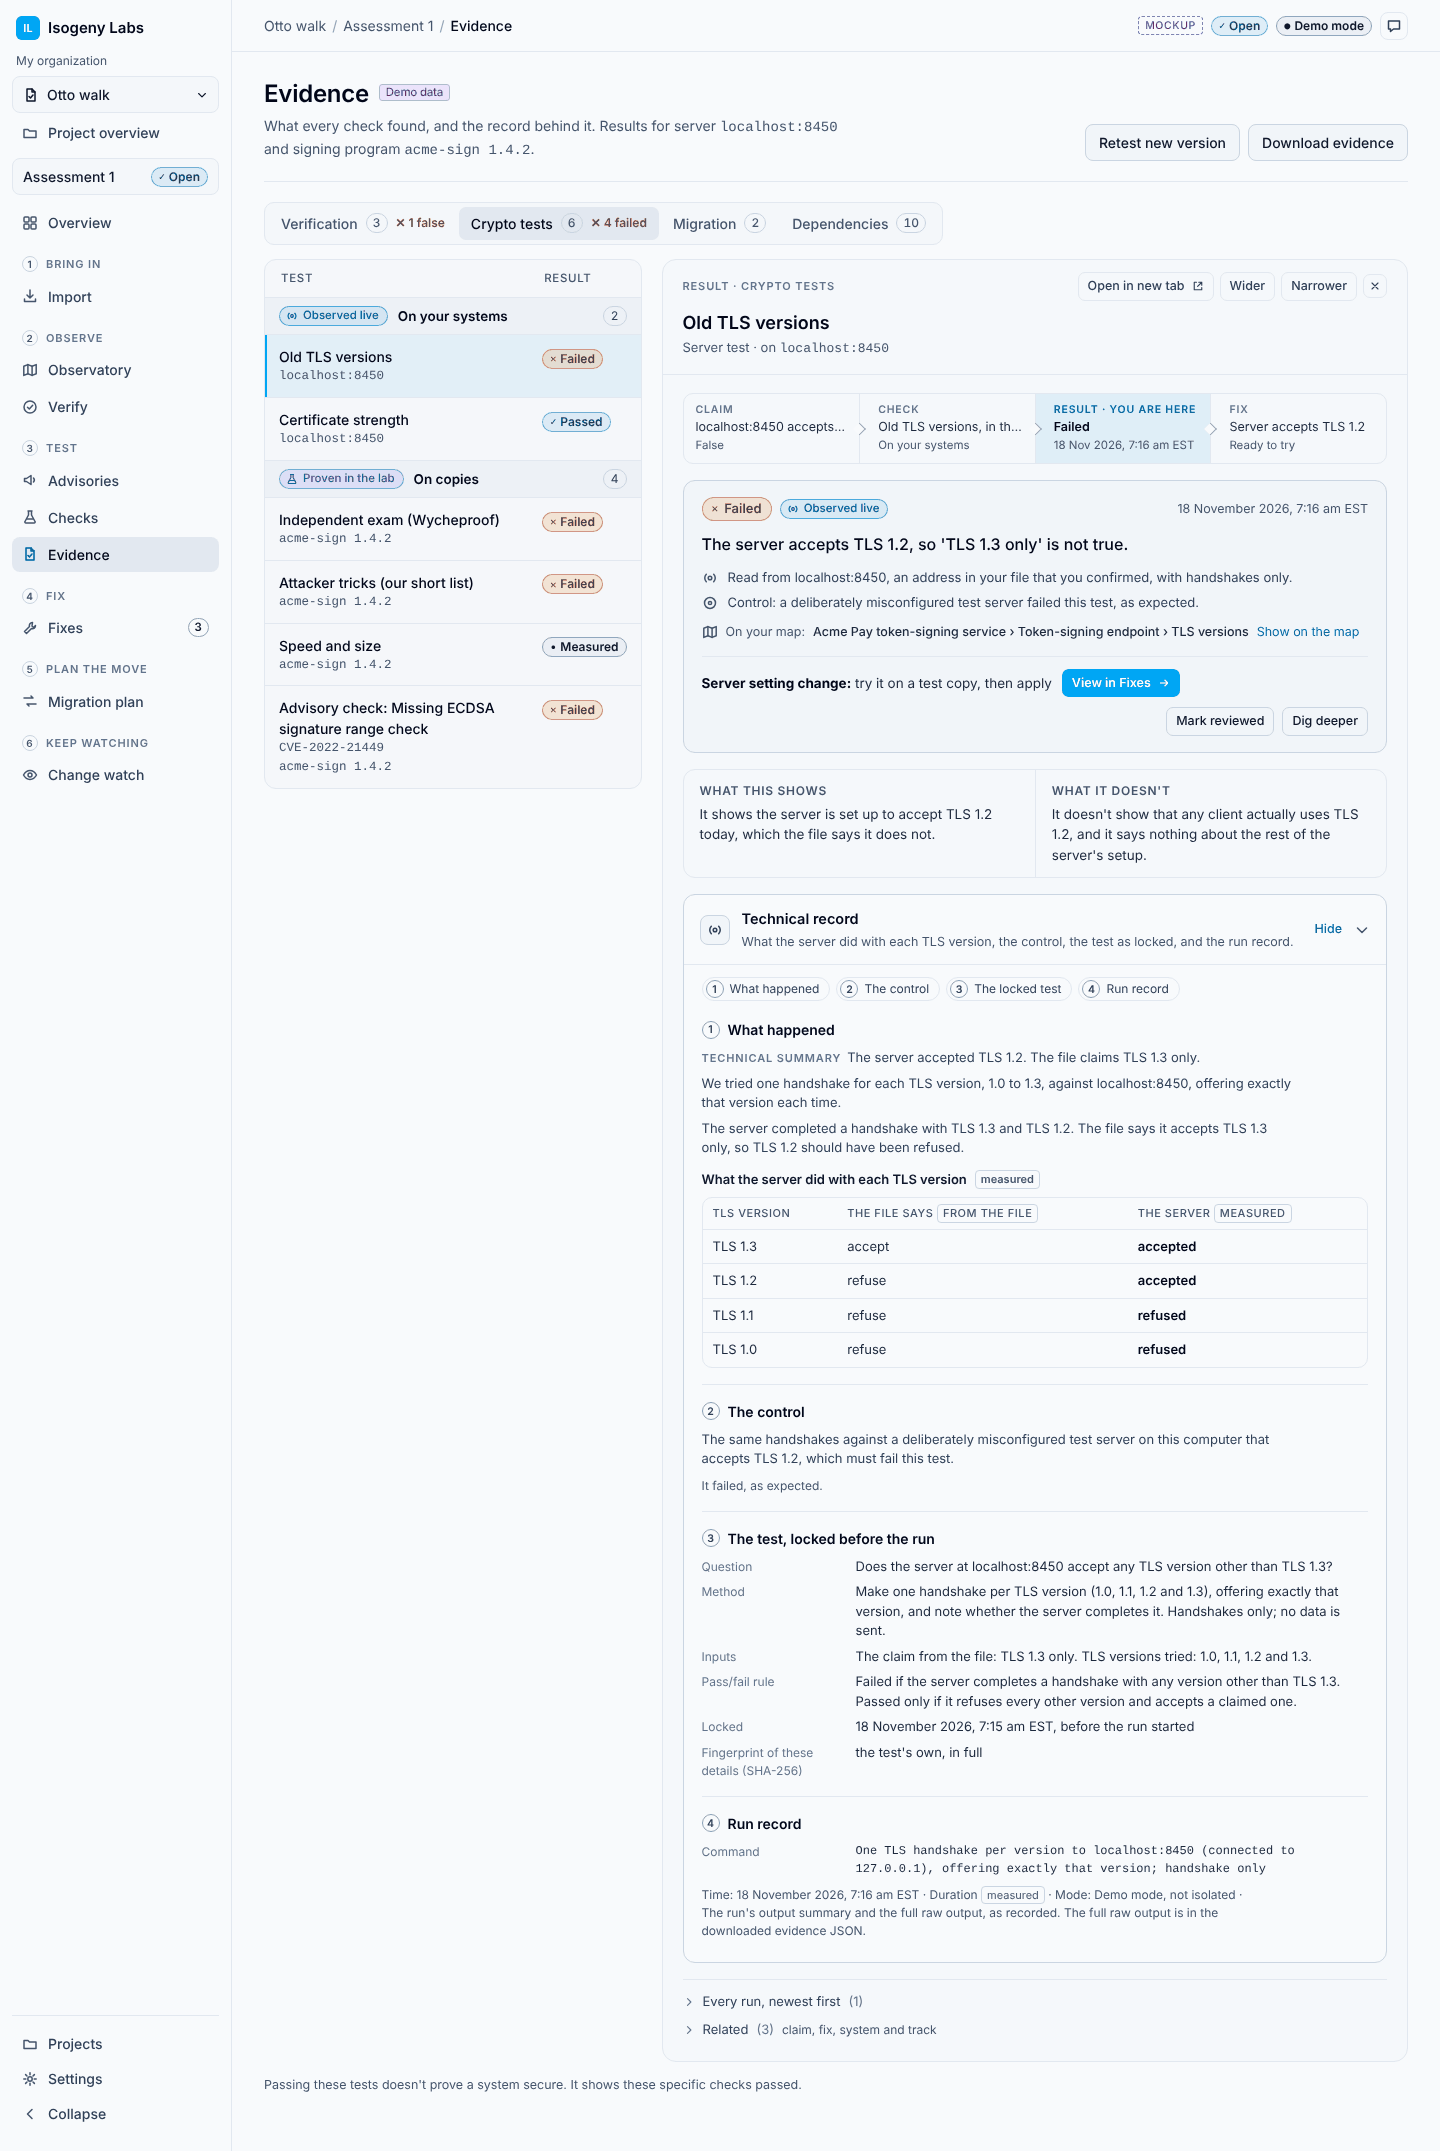 IL Isogeny Labs
My organization
Otto walk
Project overview
Assessment 1 ✓ Open
Overview
1 BRING IN
Import
2 OBSERVE
Observatory
Verify
3 TEST
Advisories
Checks
Evidence
4 FIX
Fixes 3
5 PLAN THE MOVE
Migration plan
6 KEEP WATCHING
Change watch
Projects
Settings
Collapse
Otto walk / Assessment 1 / Evidence
MOCKUP ✓ Open • Demo mode
Evidence Demo data
What every check found, and the record behind it. Results for server localhost:8450
and signing program acme-sign 1.4.2.
Retest new version Download evidence
Verification 3 ✕ 1 false Crypto tests 6 ✕ 4 failed Migration 2 Dependencies 10
TEST RESULT
Observed live On your systems 2
Old TLS versions × Failed
localhost:8450
Certificate strength ✓ Passed
localhost:8450
Proven in the lab On copies 4
Independent exam (Wycheproof) × Failed
acme-sign 1.4.2
Attacker tricks (our short list) × Failed
acme-sign 1.4.2
Speed and size • Measured
acme-sign 1.4.2
Advisory check: Missing ECDSA × Failed
signature range check
CVE-2022-21449
acme-sign 1.4.2
RESULT · CRYPTO TESTS Open in new tab Wider Narrower ✕
Old TLS versions
Server test · on localhost:8450
CLAIM
localhost:8450 accepts...
False
CHECK
Old TLS versions, in th...
On your systems
RESULT · YOU ARE HERE
Failed
18 Nov 2026, 7:16 am EST
FIX
Server accepts TLS 1.2
Ready to try
× Failed Observed live 18 November 2026, 7:16 am EST
The server accepts TLS 1.2, so 'TLS 1.3 only' is not true.
Read from localhost:8450, an address in your file that you confirmed, with handshakes only.
Control: a deliberately misconfigured test server failed this test, as expected.
On your map: Acme Pay token-signing service › Token-signing endpoint › TLS versions Show on the map
Server setting change: try it on a test copy, then apply View in Fixes →
Mark reviewed Dig deeper
WHAT THIS SHOWS
It shows the server is set up to accept TLS 1.2
today, which the file says it does not.
WHAT IT DOESN'T
It doesn't show that any client actually uses TLS
1.2, and it says nothing about the rest of the
server's setup.
Technical record
What the server did with each TLS version, the control, the test as locked, and the run record.
Hide
1 What happened 2 The control 3 The locked test 4 Run record
1 What happened
TECHNICAL SUMMARY The server accepted TLS 1.2. The file claims TLS 1.3 only.
We tried one handshake for each TLS version, 1.0 to 1.3, against localhost:8450, offering exactly
that version each time.
The server completed a handshake with TLS 1.3 and TLS 1.2. The file says it accepts TLS 1.3
only, so TLS 1.2 should have been refused.
What the server did with each TLS version measured
TLS VERSION THE FILE SAYS FROM THE FILE THE SERVER MEASURED
TLS 1.3 accept accepted
TLS 1.2 refuse accepted
TLS 1.1 refuse refused
TLS 1.0 refuse refused
2 The control
The same handshakes against a deliberately misconfigured test server on this computer that
accepts TLS 1.2, which must fail this test.
It failed, as expected.
3 The test, locked before the run
Question Does the server at localhost:8450 accept any TLS version other than TLS 1.3?
Method Make one handshake per TLS version (1.0, 1.1, 1.2 and 1.3), offering exactly that
version, and note whether the server completes it. Handshakes only; no data is
sent.
Inputs The claim from the file: TLS 1.3 only. TLS versions tried: 1.0, 1.1, 1.2 and 1.3.
Pass/fail rule Failed if the server completes a handshake with any version other than TLS 1.3.
Passed only if it refuses every other version and accepts a claimed one.
Locked 18 November 2026, 7:15 am EST, before the run started
Fingerprint of these the test's own, in full
details (SHA-256)
4 Run record
Command One TLS handshake per version to localhost:8450 (connected to
127.0.0.1), offering exactly that version; handshake only
Time: 18 November 2026, 7:16 am EST · Duration measured · Mode: Demo mode, not isolated ·
The run's output summary and the full raw output, as recorded. The full raw output is in the
downloaded evidence JSON.
Every run, newest first (1)
Related (3) claim, fix, system and track
Passing these tests doesn't prove a system secure. It shows these specific checks passed.